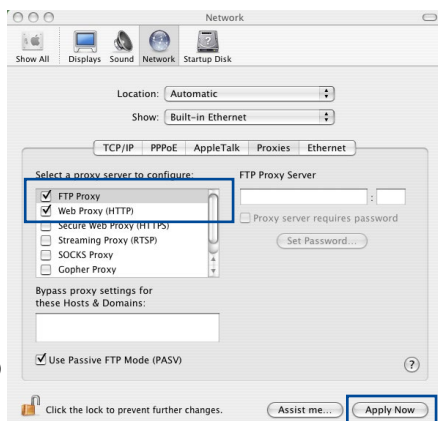 Network
Show All Displays Sound Network Startup Disk
Location: Automatic
Show: Built-in Ethernet
TCP/IP PPPoE AppleTalk Proxies Ethernet
Select a proxy server to configure: FTP Proxy Server
FTP Proxy
Web Proxy (HTTP) :
Secure Web Proxy (HTTPS) Proxy server requires password
Streaming Proxy (RTSP) Set Password...
SOCKS Proxy
Gopher Proxy
Bypass proxy settings for
these Hosts & Domains:
Use Passive FTP Mode (PASV) ?
Click the lock to prevent further changes. Assist me... Apply Now